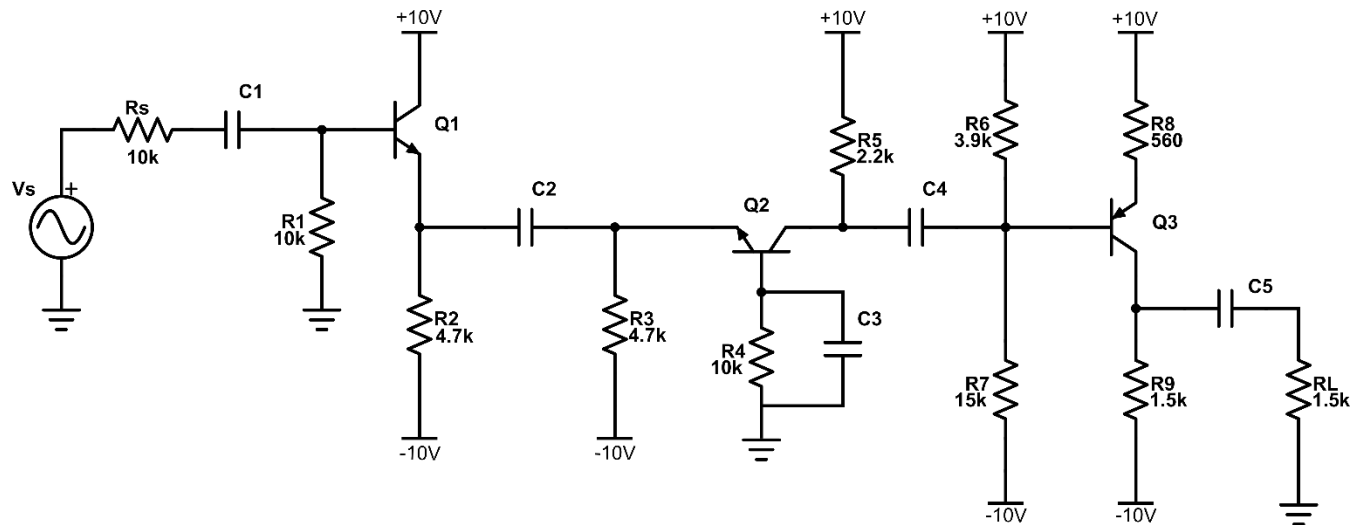 +10V
+10V
+10V
+10V
Rs
10k
C1
Q1
R5
2.2k
R6
3.9k
R8
560
Vs
+
R1
10k
C2
Q2
C4
Q3
R2
4.7k
R3
4.7k
R4
10k
C3
C5
R7
15k
R9
1.5k
RL
1.5k
-10V
-10V
-10V
-10V